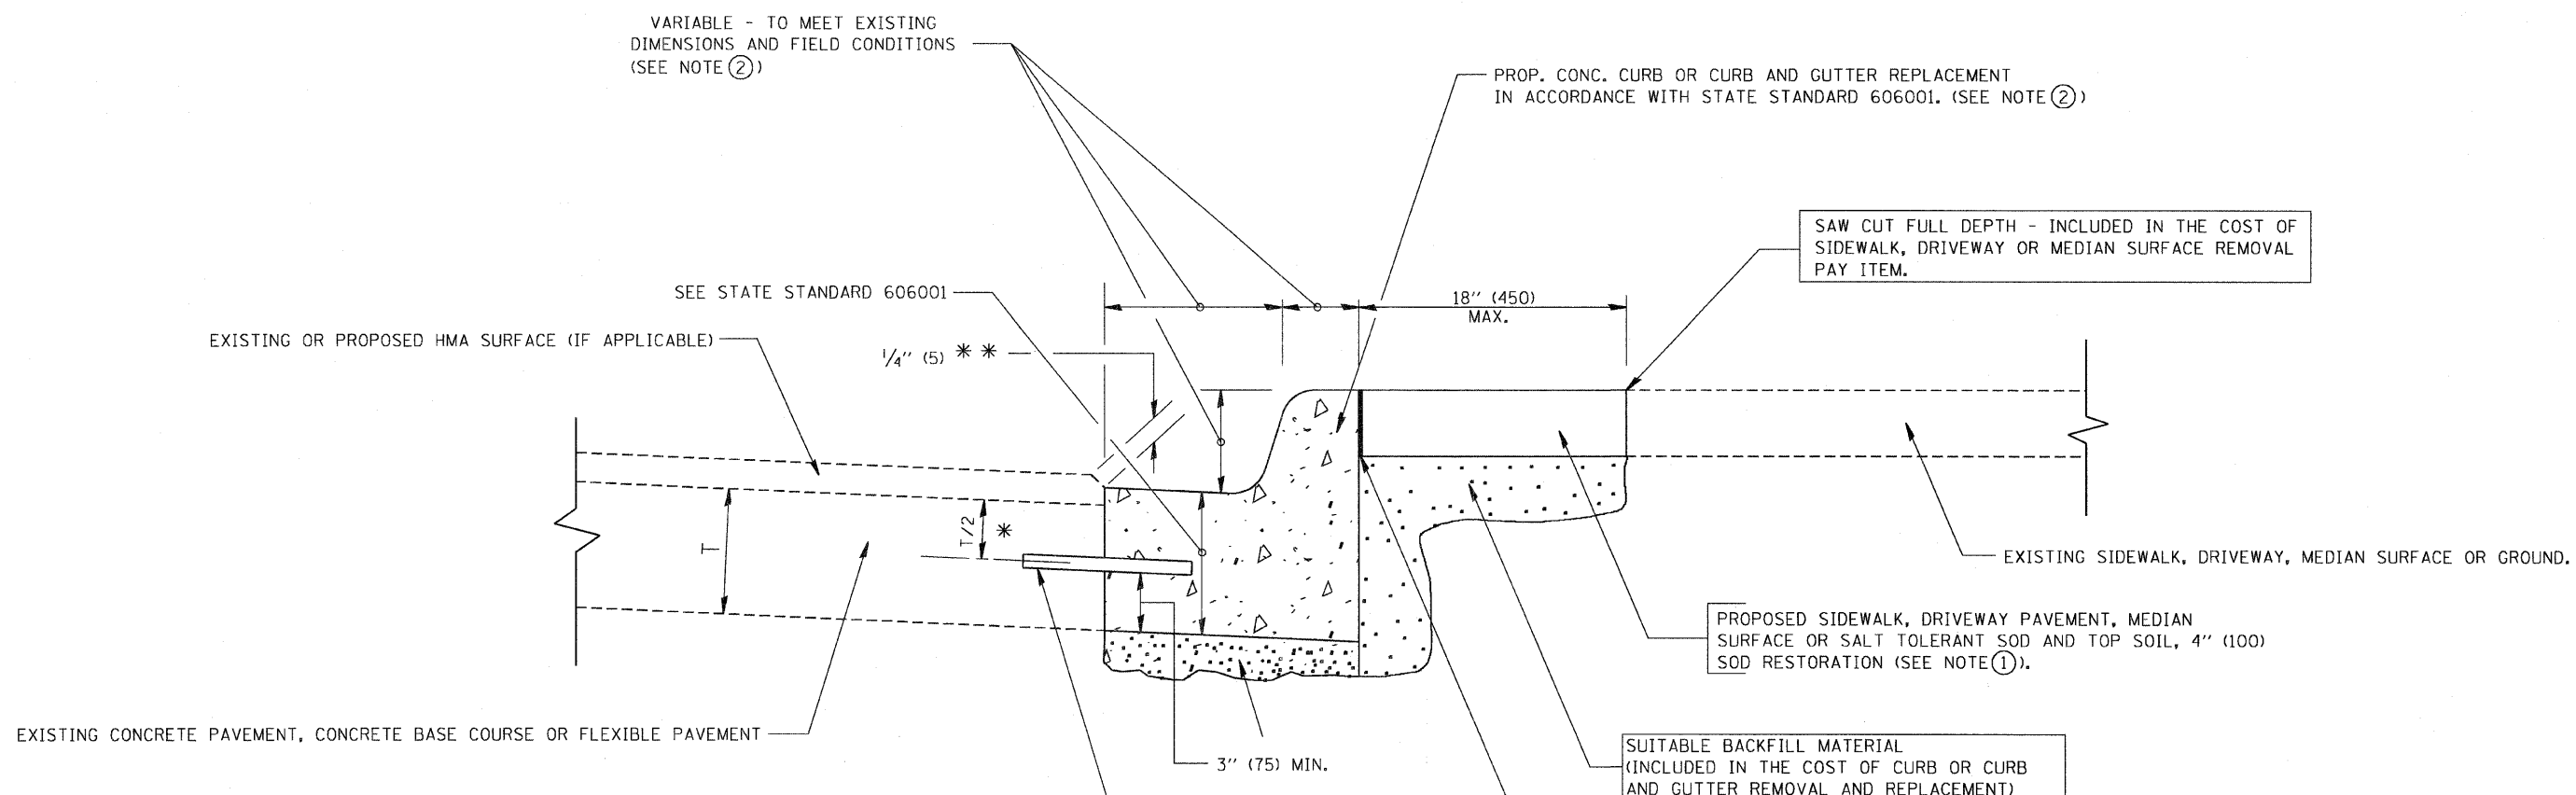 VARIABLE - TO MEET EXISTING
DIMENSIONS AND FIELD CONDITIONS
(SEE NOTE ②)
PROP. CONC. CURB OR CURB AND GUTTER REPLACEMENT
IN ACCORDANCE WITH STATE STANDARD 606001. (SEE NOTE ②)
SAW CUT FULL DEPTH - INCLUDED IN THE COST OF
SIDEWALK, DRIVEWAY OR MEDIAN SURFACE REMOVAL
PAY ITEM.
SEE STATE STANDARD 606001
18" (450)
MAX.
EXISTING OR PROPOSED HMA SURFACE (IF APPLICABLE)
1/4" (5) * *
T
T/2
*
EXISTING SIDEWALK, DRIVEWAY, MEDIAN SURFACE OR GROUND.
PROPOSED SIDEWALK, DRIVEWAY PAVEMENT, MEDIAN
SURFACE OR SALT TOLERANT SOD AND TOP SOIL, 4" (100)
SOD RESTORATION (SEE NOTE ①).
EXISTING CONCRETE PAVEMENT, CONCRETE BASE COURSE OR FLEXIBLE PAVEMENT
3" (75) MIN.
SUITABLE BACKFILL MATERIAL
(INCLUDED IN THE COST OF CURB OR CURB
AND GUTTER REMOVAL AND REPLACEMENT)